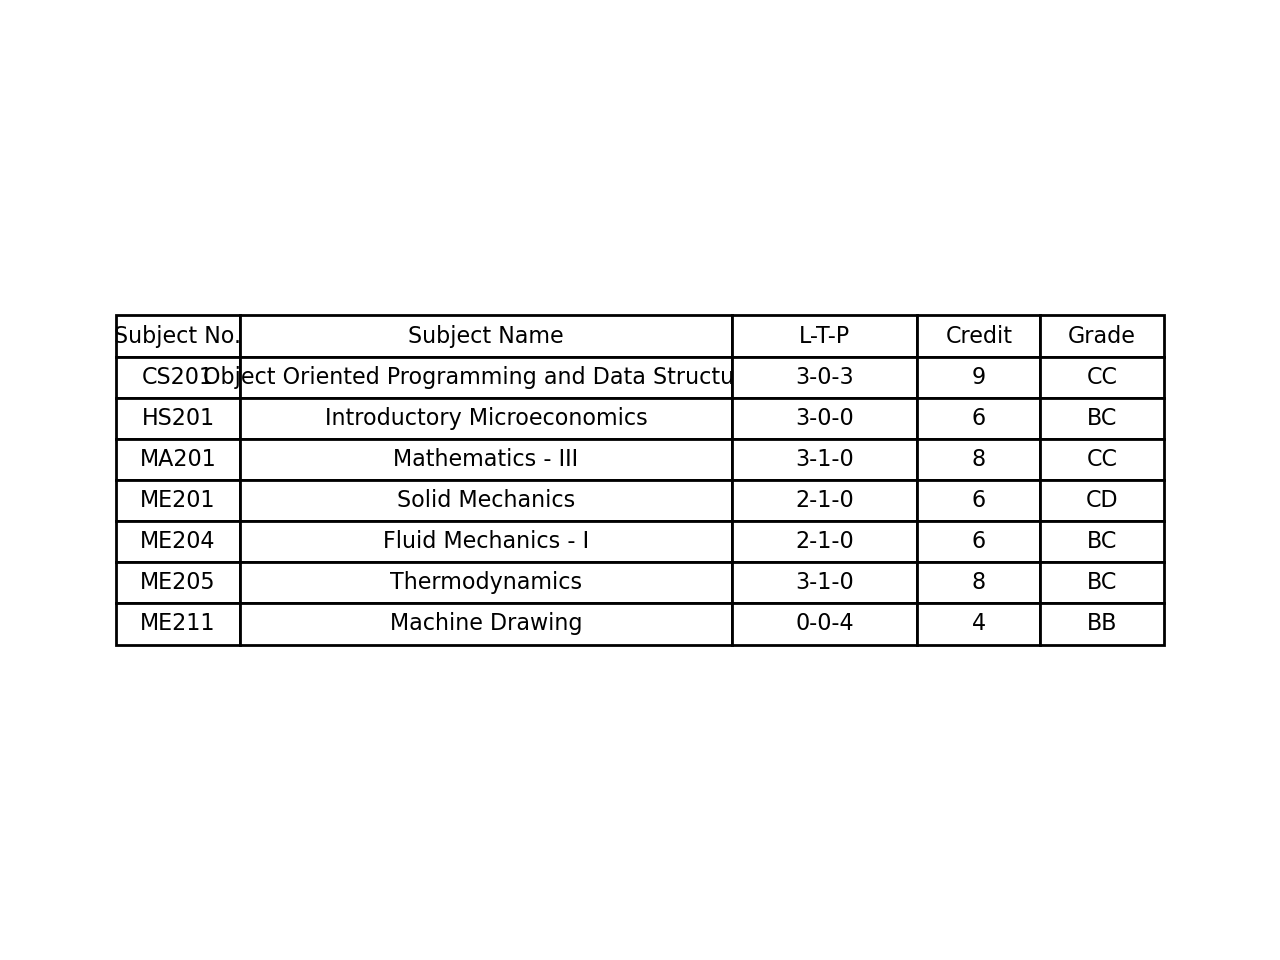 Subject No. Subject Name L-T-P Credit Grade
CS201 Object Oriented Programming and Data 3-0-3 9 CC
HS201 Introductory Microeconomics 3-0-0 6 BC
MA201 Mathematics - III 3-1-0 8 CC
ME201 Solid Mechanics 2-1-0 6 CD
ME204 Fluid Mechanics - I 2-1-0 6 BC
ME205 Thermodynamics 3-1-0 8 BC
ME211 Machine Drawing 0-0-4 4 BB